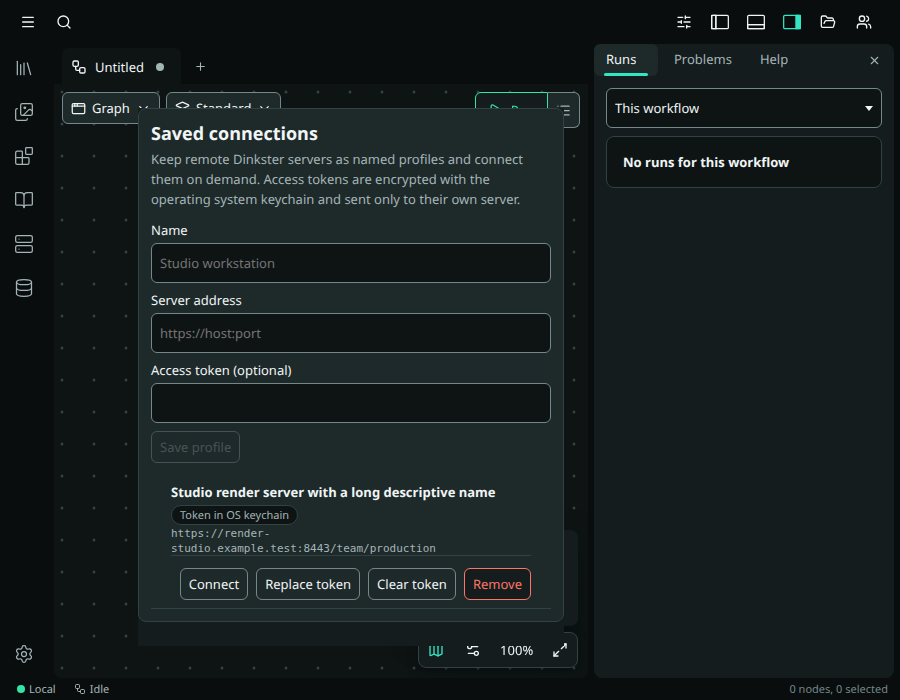 Untitled
Runs
Problems
Help
Graph
Standard
This workflow
No runs for this workflow
Saved connections
Keep remote Dinkster servers as named profiles and connect
them on demand. Access tokens are encrypted with the
operating system keychain and sent only to their own server.
Name
Studio workstation
Server address
https://host:port
Access token (optional)
Save profile
Studio render server with a long descriptive name
Token in OS keychain
https://render-
studio.example.test:8443/team/production
Connect
Replace token
Clear token
Remove
100%
Local
Idle
0 nodes, 0 selected